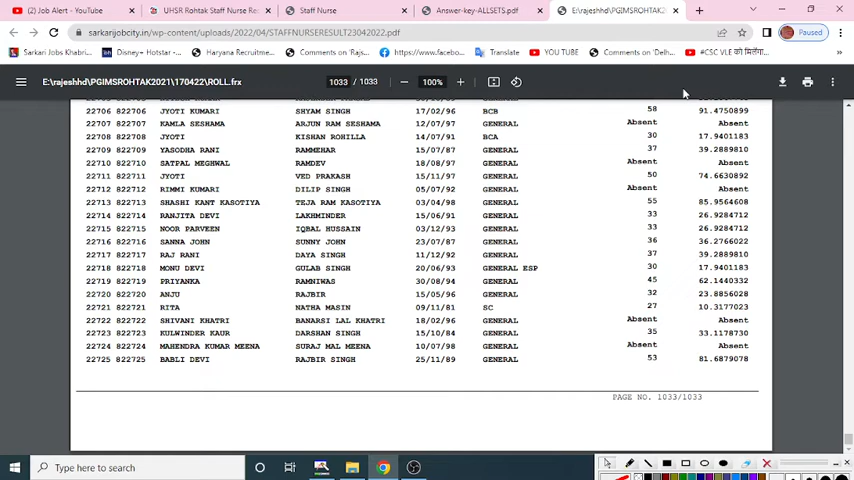 Job Alert - YouTube
UHSR Rohtak Staff Nurse Re
Staff Nurse
Answer-key-ALLSETS.pdf
E:\rajeshhd\PGIMSROHTAK2021\
sarkarijobcity.in/wp-content/uploads/2022/04/STAFFNURSERESULT23042022.pdf
Paused
Sarkari Jobs Khabri...
Disney+ Hotstar -...
Haryana Recruitme...
Comments on 'Rajs...
https://www.faceb...
Translate
YOU TUBE
Comments on 'Delh...
#CSC VLE को मिलेंगी...
E:\rajeshhd\PGIMSROHTAK2021\170422\ROLL.frx
1033 / 1033
100%
22706 822706 JYOTI KUMARI SHYAM SINGH 17/02/96 BCB 58 91.4750899
22707 822707 KAMLA SESHAMA ARJUN RAM SESHAMA 12/07/97 GENERAL Absent Absent
22708 822708 JYOTI KISHAN ROHILLA 09/07/94 BCA 30 17.9401183
22709 822709 YASODHA RANI RAMMEHAR 15/07/87 GENERAL 37 39.2889810
22710 822710 SATPAL MEGHWAL RAMDEV 18/08/97 GENERAL Absent Absent
22711 822711 JYOTI VED PRAKASH 15/11/97 GENERAL 50 74.6630892
22712 822712 RIMMI KUMARI DILIP SINGH 05/07/92 GENERAL Absent Absent
22713 822713 SHASHI KANT KASOTIYA TEJA RAM KASOTIYA 03/04/98 GENERAL 55 85.9564608
22714 822714 RANJITA DEVI LAKHMINDER 15/06/91 GENERAL 33 26.9284712
22715 822715 NOOR PARVEEN IQBAL HUSSAIN 03/12/93 GENERAL 33 26.9284712
22716 822716 SANNA JOHN SUNNY JOHN 23/07/87 GENERAL 36 36.2766022
22717 822717 RAJ RANI DAYA SINGH 11/12/92 GENERAL 37 39.2889810
22718 822718 MONU DEVI GULAB SINGH 20/06/93 GENERAL ESP 30 17.9401183
22719 822719 PRIYANKA RAMNIWAS 30/08/94 GENERAL 45 62.1440332
22720 822720 ANJU RAJBIR 15/05/96 GENERAL 32 23.8856028
22721 822721 RITA NATHA MASIN 09/11/81 SC 27 10.3177023
22722 822722 SHIVANI KHATRI BANARSI LAL KHATRI 18/02/96 GENERAL Absent Absent
22723 822723 KULWINDER KAUR DARSHAN SINGH 15/10/84 GENERAL 35 33.1178730
22724 822724 MAHENDRA KUMAR MEENA SURAJ MAL MEENA 10/07/98 GENERAL Absent Absent
22725 822725 BABLI DEVI RAJBIR SINGH 25/11/89 GENERAL 53 81.6879078
PAGE NO. 1033/1033
Type here to search